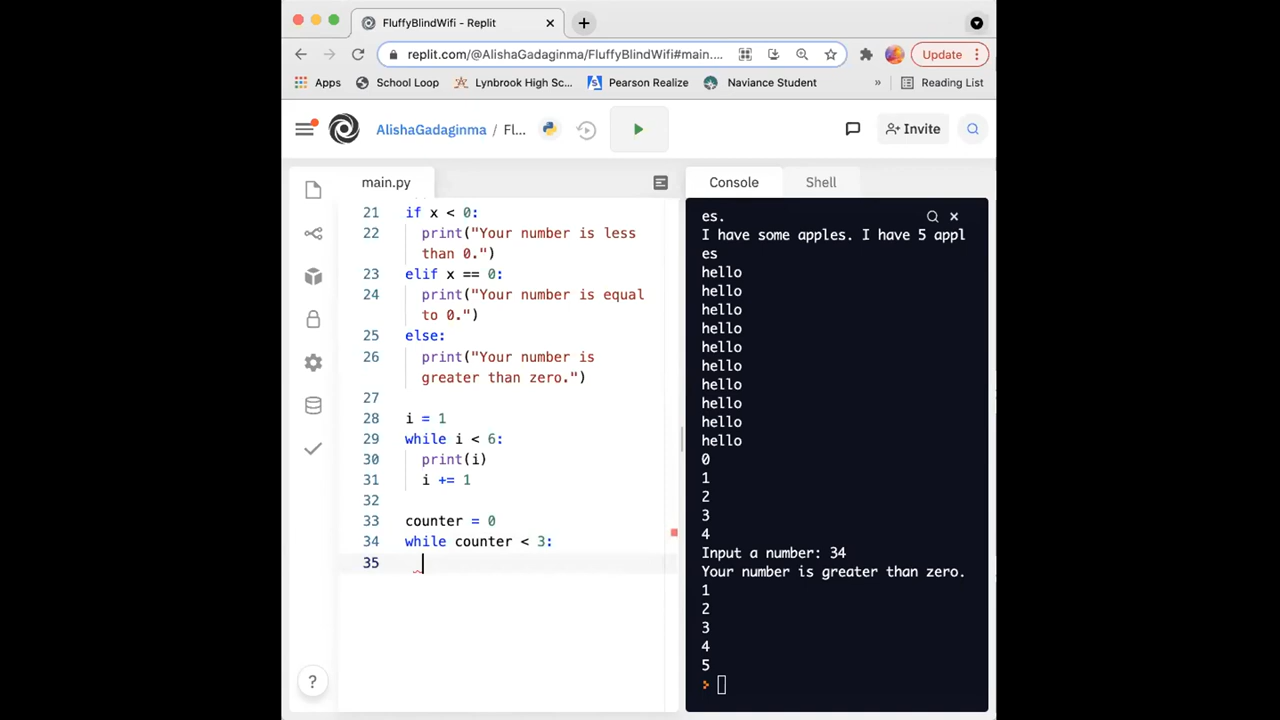 FluffyBlindWifi - Replit
replit.com/@AlishaGadaginma/FluffyBlindWifi#main....
Update
Apps School Loop Lynbrook High Sc... Pearson Realize Naviance Student » Reading List
AlishaGadaginma / Fl... Invite
main.py
21 if x < 0:
22 print("Your number is less
than 0.")
23 elif x == 0:
24 print("Your number is equal
to 0.")
25 else:
26 print("Your number is
greater than zero.")
27
28 i = 1
29 while i < 6:
30 print(i)
31 i += 1
32
33 counter = 0
34 while counter < 3:
35
?
Console Shell
es.
I have some apples. I have 5 appl
es
hello
hello
hello
hello
hello
hello
hello
hello
hello
hello
0
1
2
3
4
Input a number: 34
Your number is greater than zero.
1
2
3
4
5